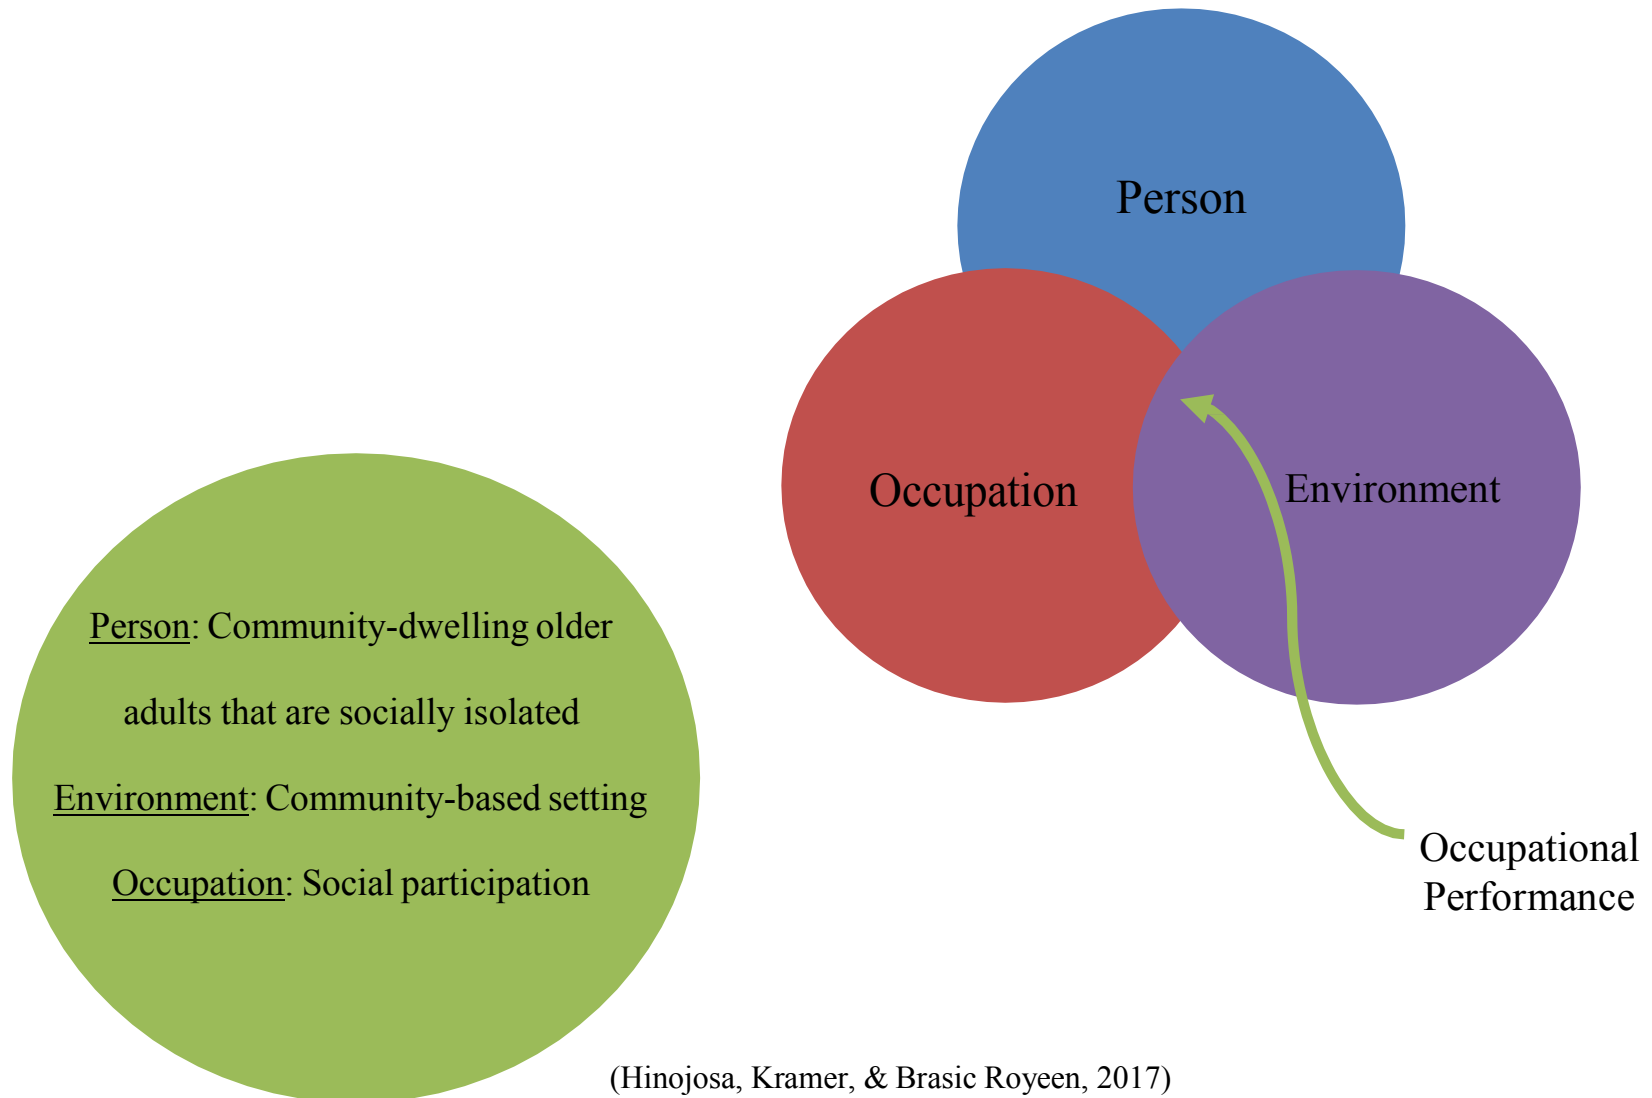 Person
Occupation
Environment
Person: Community-dwelling older
adults that are socially isolated
Environment: Community-based setting
Occupation: Social participation
Occupational
Performance
(Hinojosa, Kramer, & Brasic Royeen, 2017)